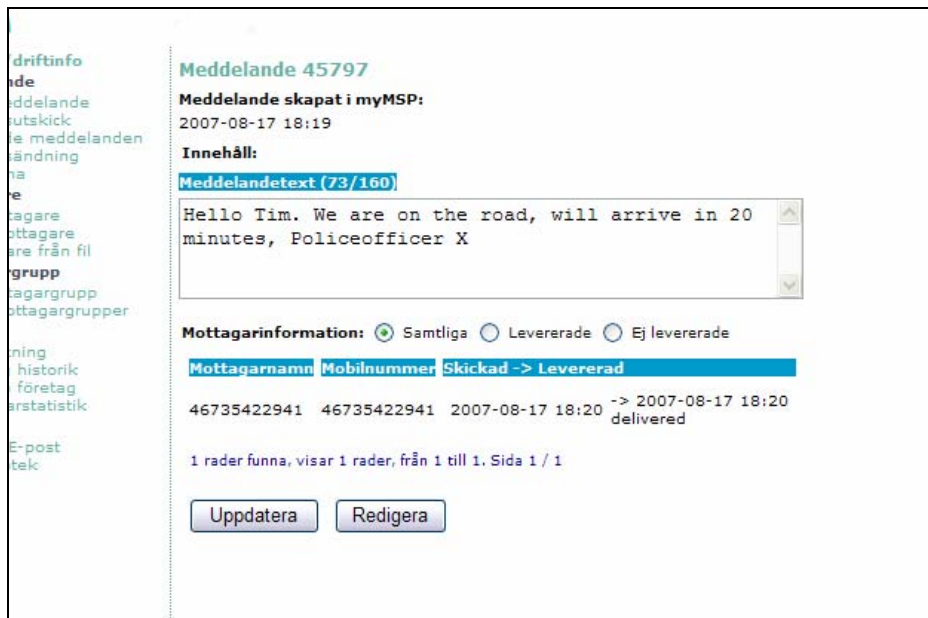 driftinfo
nde
eddelande
utskick
le meddelanden
sändning
na
re
tagare
ottagare
are från fil
rgrupp
tagargrupp
ottagargrupper
ning
historik
företag
arstatistik
E-post
tek
Meddelande 45797
Meddelande skapat i myMSP:
2007-08-17 18:19
Innehåll:
Meddelandetext (73/160)
Hello Tim. We are on the road, will arrive in 20
minutes, Policeofficer X
Mottagarinformation: Samtliga Levererade Ej levererade
Mottagarnamn Mobilnummer Skickad -> Levererad
46735422941 46735422941 2007-08-17 18:20 -> 2007-08-17 18:20
delivered
1 rader funna, visar 1 rader, från 1 till 1. Sida 1 / 1
Uppdatera Redigera